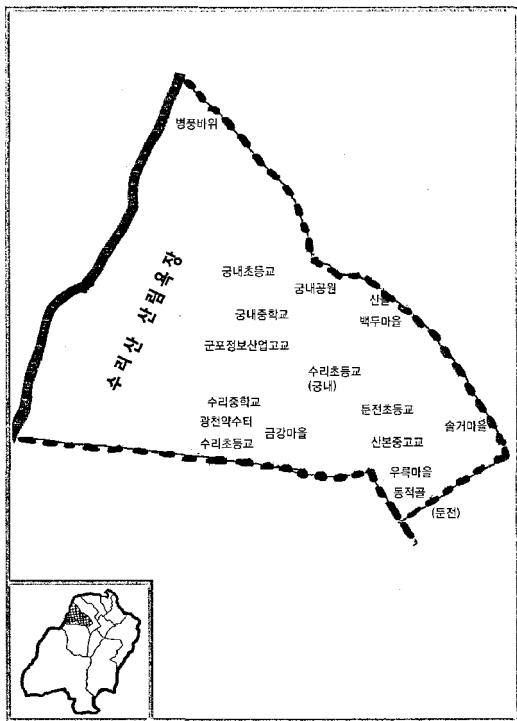 병풍바위
수리산 산림욕장
궁내초등교
궁내공원
산울
백두마을
궁내중학교
군포정보산업고교
수리초등교
(궁내)
수리중학교
광천약수터
금강마을
수리초등교
둔전초등교
솔거마을
산본중고교
우륵마을
동적골
(둔전)